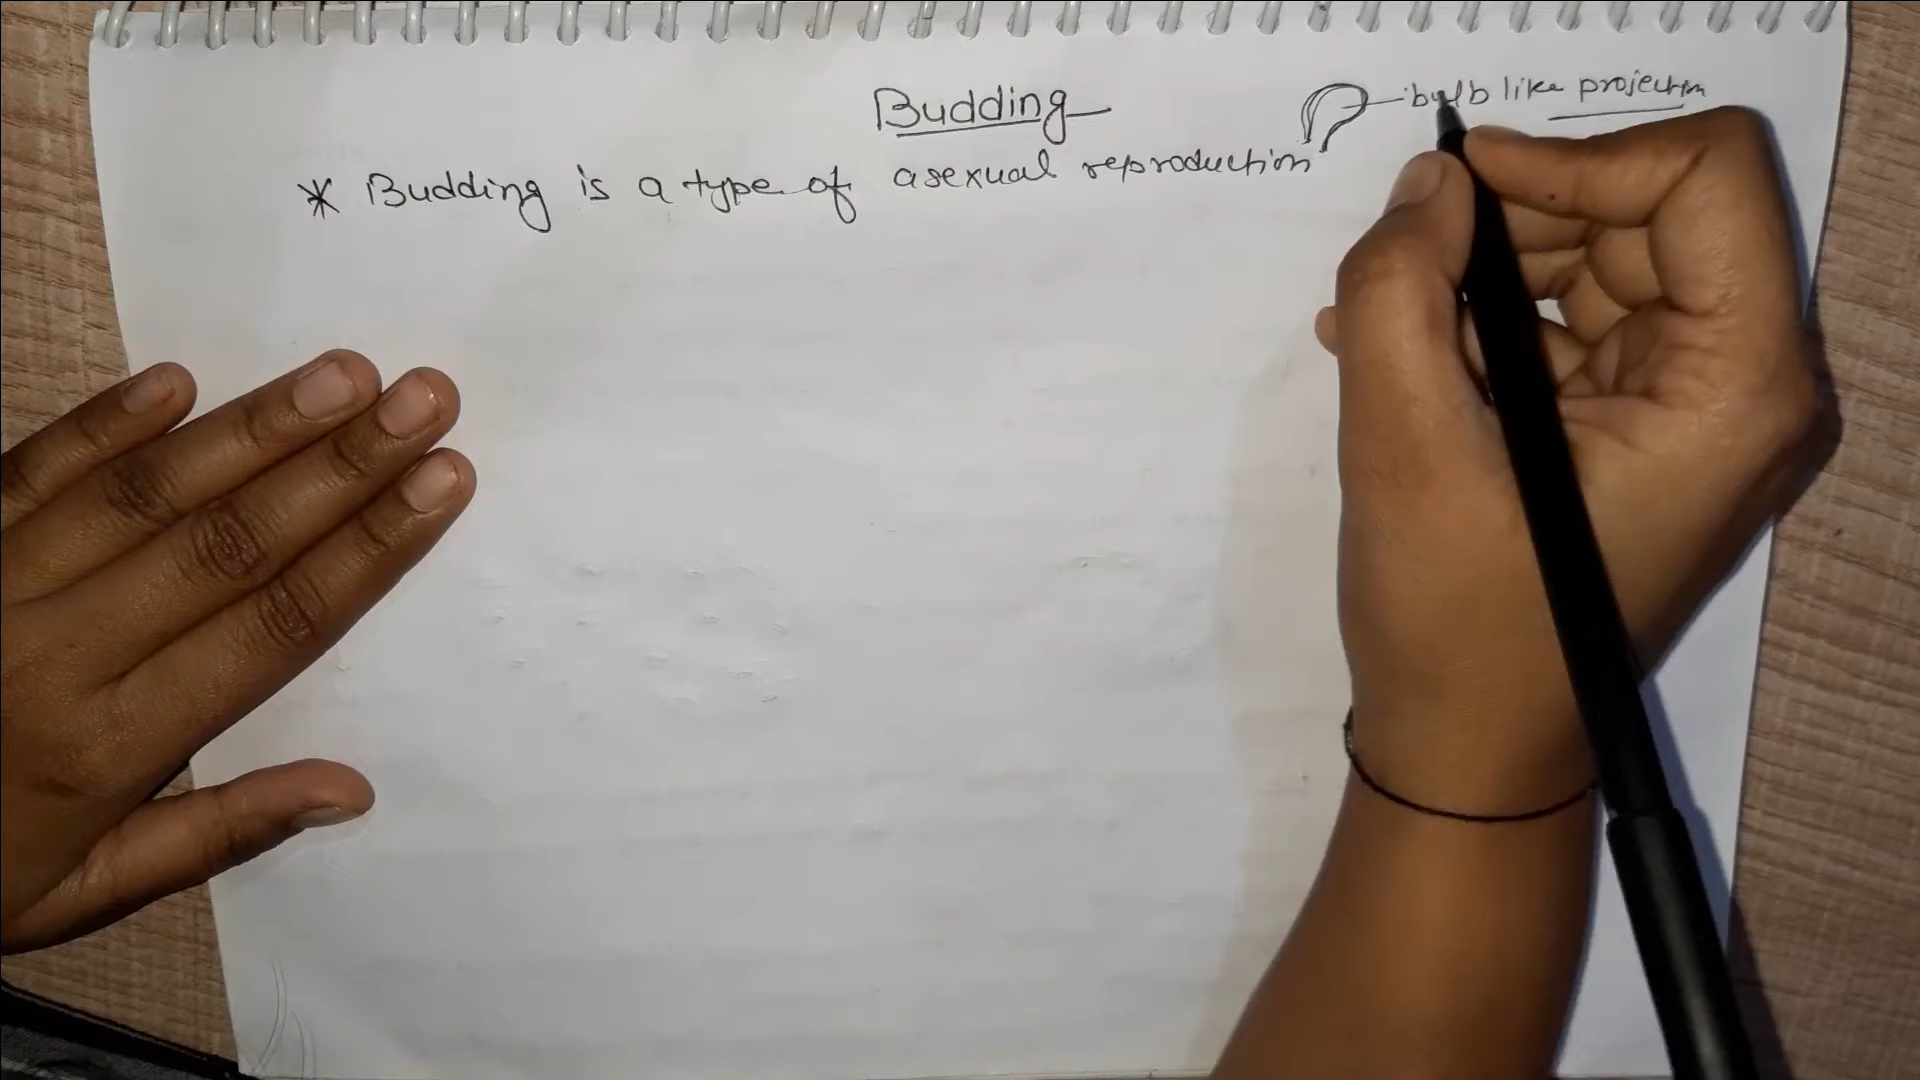 Budding
bulb like projection
* Budding is a type of asexual reproduction